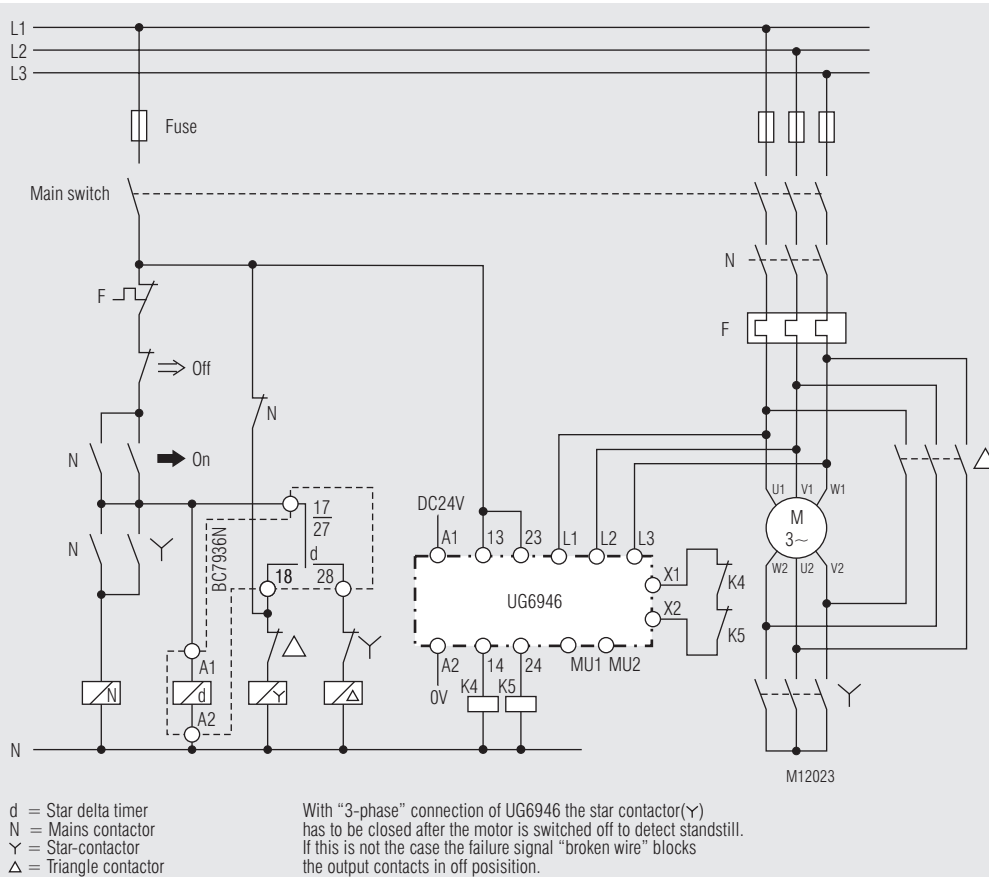 L1
L2
L3
Fuse
Main switch
N
F
F
Off
N
N
On
17
27
DC24V
A1
13
23
L1
L2
L3
U1
V1
W1
M
3~
W2
U2
V2
N
BC7936N
d
18
28
X1
K4
UG6946
X2
K5
A1
A2
14
24
MU1
MU2
0V
K4
K5
N
d
A2
N
M12023
d = Star delta timer
N = Mains contactor
= Star-contactor
= Triangle contactor
With “3-phase” connection of UG6946 the star contactor(Y)
has to be closed after the motor is switched off to detect standstill.
If this is not the case the failure signal “broken wire” blocks
the output contacts in off posisition.